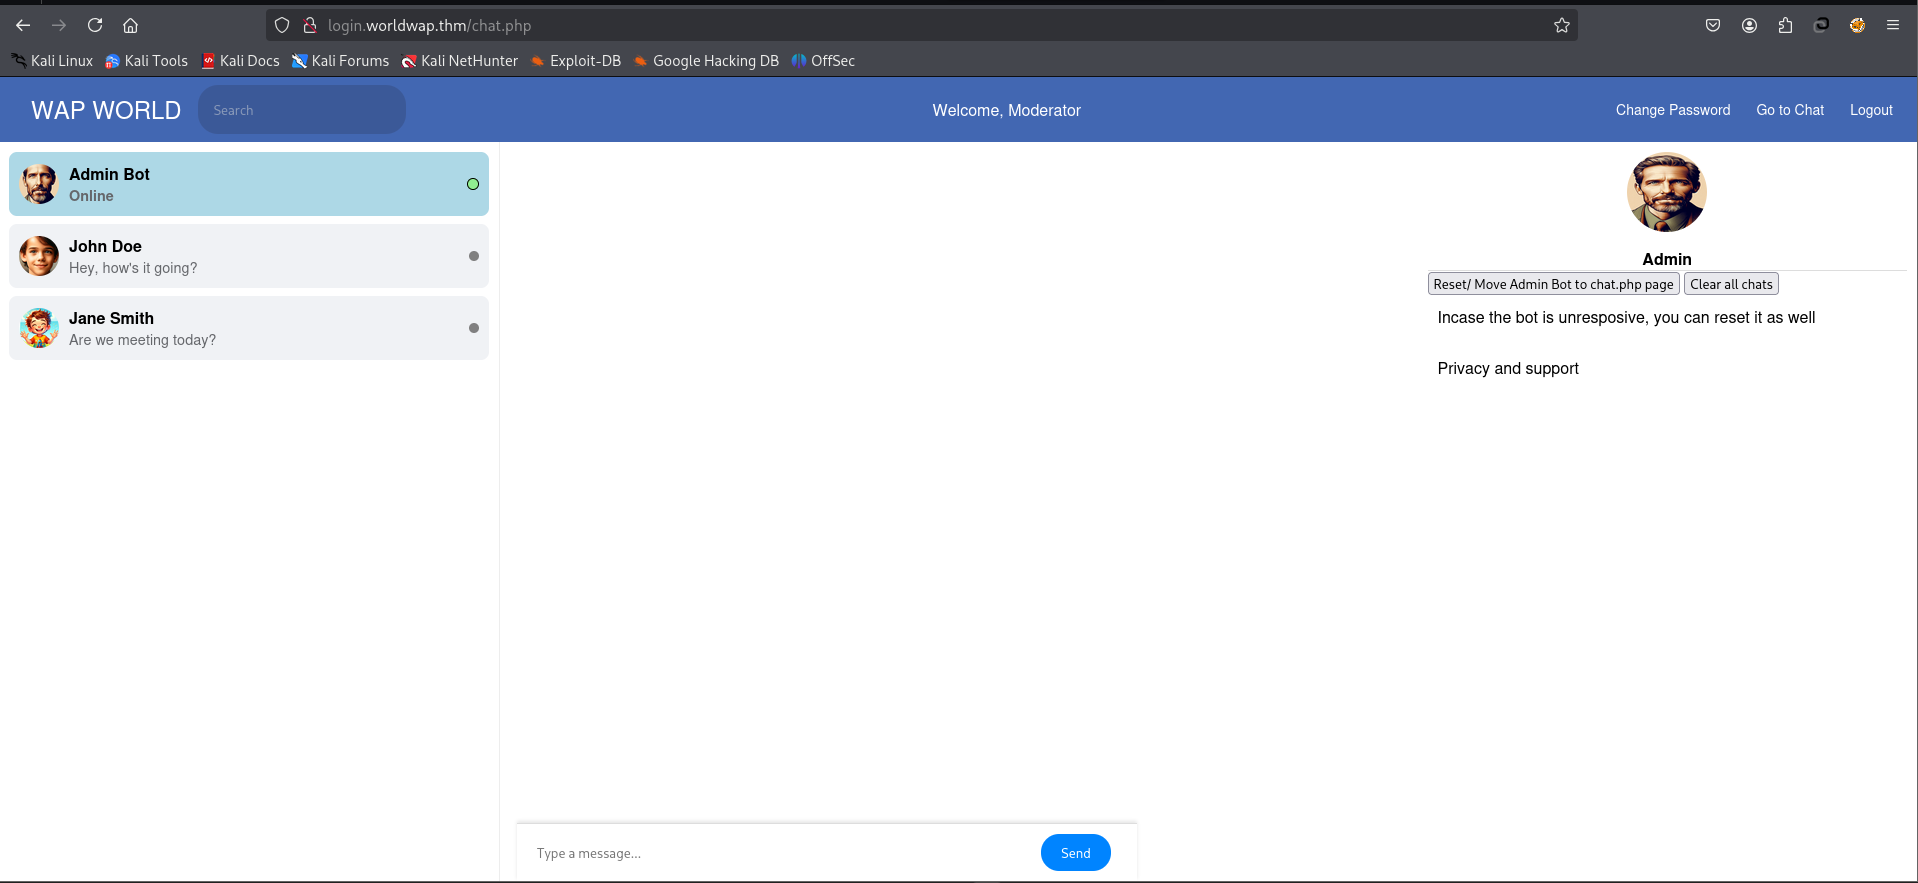 login.worldwap.thm/chat.php
Kali Linux Kali Tools Kali Docs Kali Forums Kali NetHunter Exploit-DB Google Hacking DB OffSec
WAP WORLD Search Welcome, Moderator Change Password Go to Chat Logout
Admin Bot
Online
John Doe
Hey, how's it going?
Jane Smith
Are we meeting today?
Type a message...
Send
Admin
Reset/ Move Admin Bot to chat.php page Clear all chats
Incase the bot is unresposive, you can reset it as well
Privacy and support